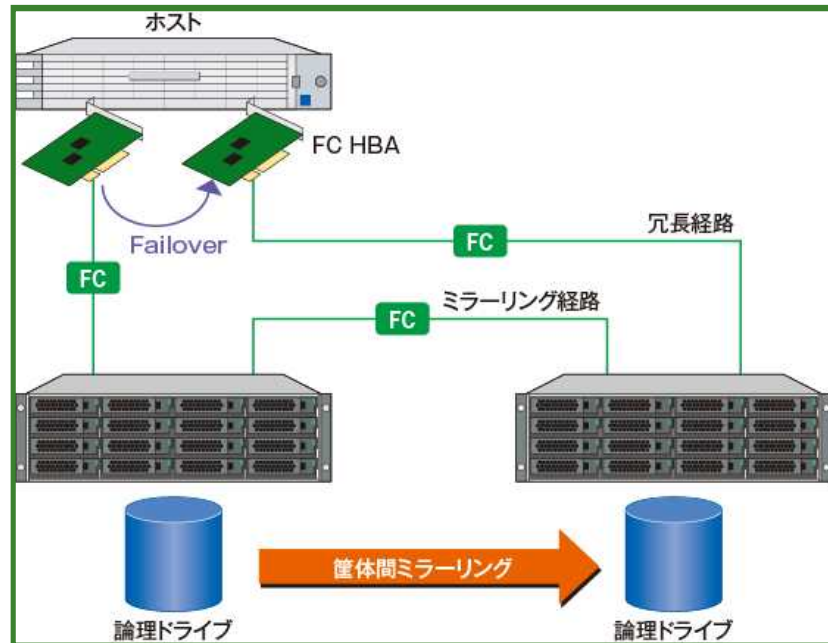 ホスト
FC HBA
Failover
FC
冗長経路
FC
ミラーリング経路
FC
筐体間ミラーリング
論理ドライブ
論理ドライブ